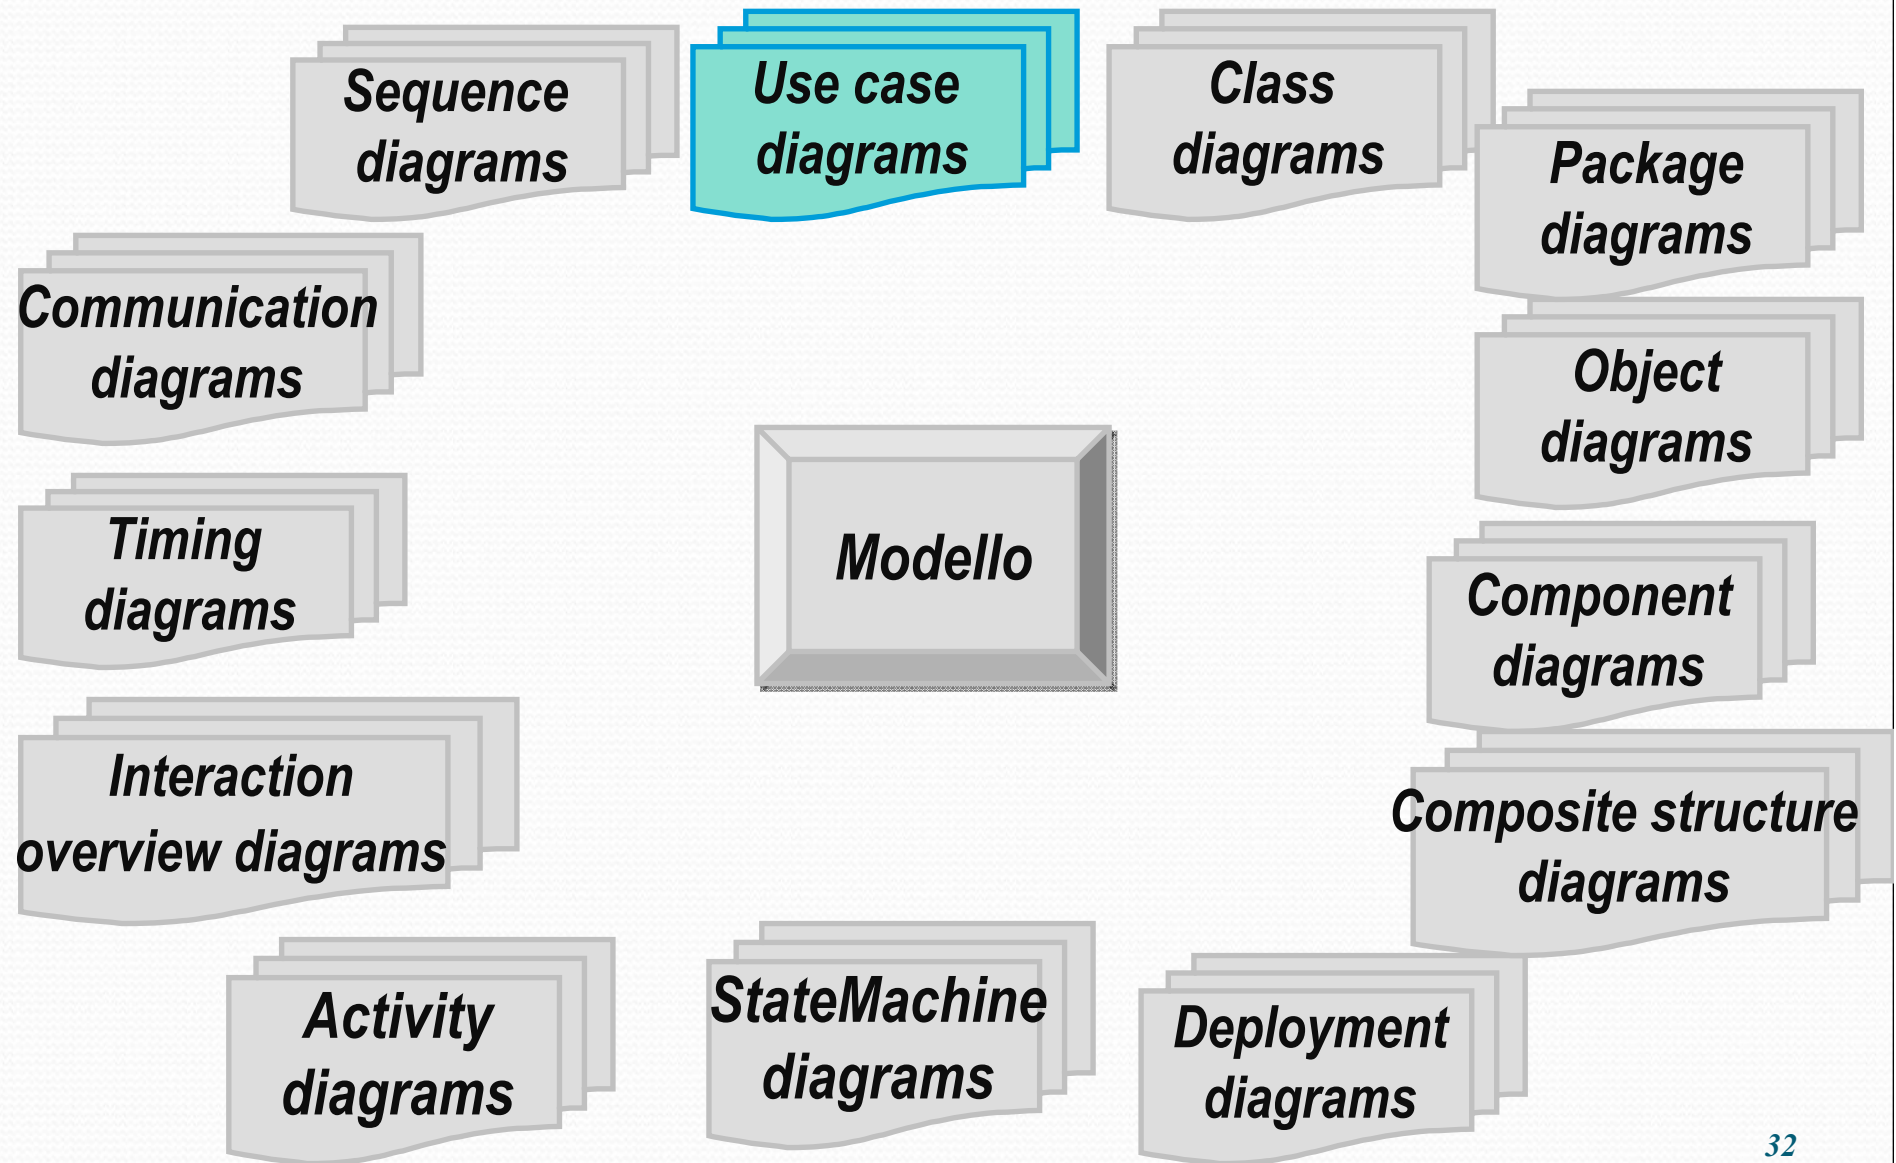 Sequence
diagrams
Use case
diagrams
Class
diagrams
Package
diagrams
Communication
diagrams
Object
diagrams
Timing
diagrams
Modello
Component
diagrams
Interaction
overview diagrams
Composite structure
diagrams
Activity
diagrams
StateMachine
diagrams
Deployment
diagrams
32